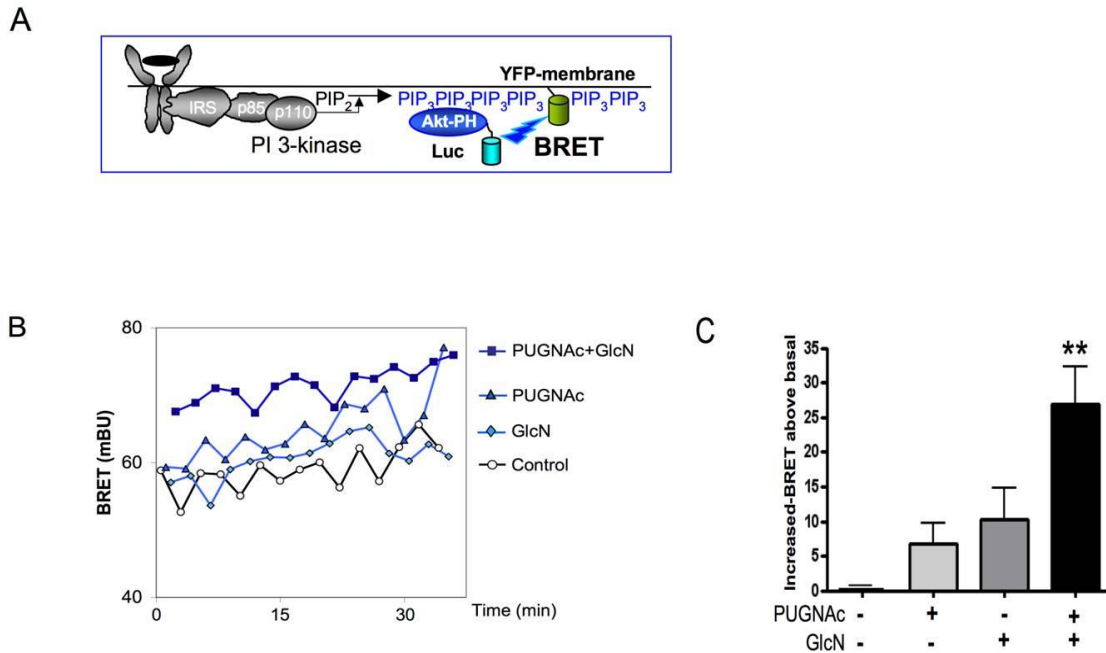 A
YFP-membrane
IRS
p85
p110
PIP2
PIP3PIP3PIP3PIP3
PIP3PIP3
Akt-PH
PI 3-kinase
Luc
BRET
B
80
60
40
BRET (mBU)
0
15
30
Time (min)
PUGNAc+GlcN
PUGNAc
GlcN
Control
C
Increased-BRET above basal
40
35
30
25
20
15
10
5
0
**
PUGNAc - + - +
GlcN - - + +